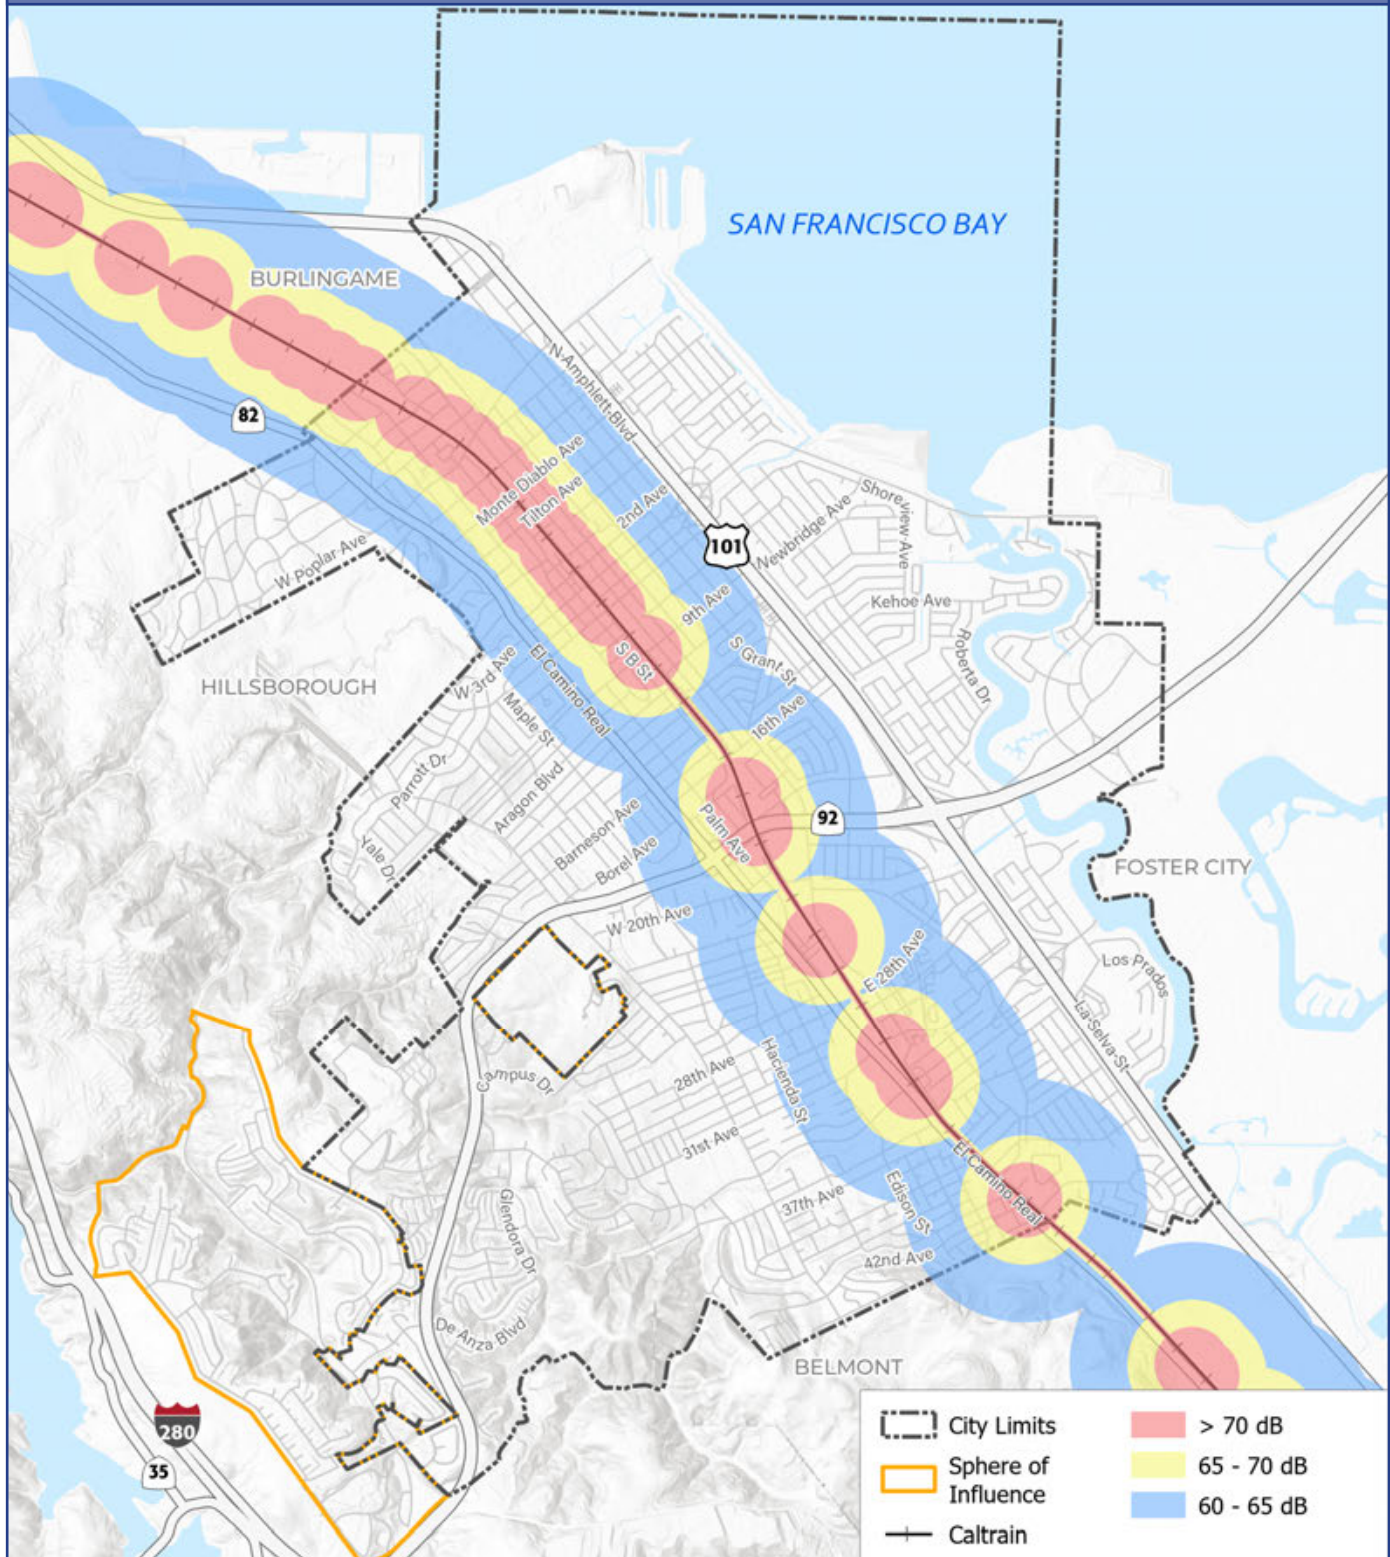 SAN FRANCISCO BAY
BURLINGAME
N Amphlett Blvd
82
Monte Diablo Ave
Tilton Ave
2nd Ave
Shoreview Ave
101
Newbridge Ave
W Poplar Ave
9th Ave
Kehoe Ave
S B St
S Grant St
Roberta Dr
HILLSBOROUGH
W 3rd Ave
El Camino Real
Maple St
16th Ave
Parrott Dr
Aragon Blvd
Palm Ave
92
Yale Dr
Barneson Ave
Borel Ave
FOSTER CITY
W 20th Ave
E 28th Ave
Los Prados
La Selva St
Campus Dr
28th Ave
Hacienda St
31st Ave
El Camino Real
Glendora Dr
37th Ave
Edison St
42nd Ave
De Anza Blvd
BELMONT
280
35
City Limits
Sphere of
Influence
Caltrain
> 70 dB
65 - 70 dB
60 - 65 dB